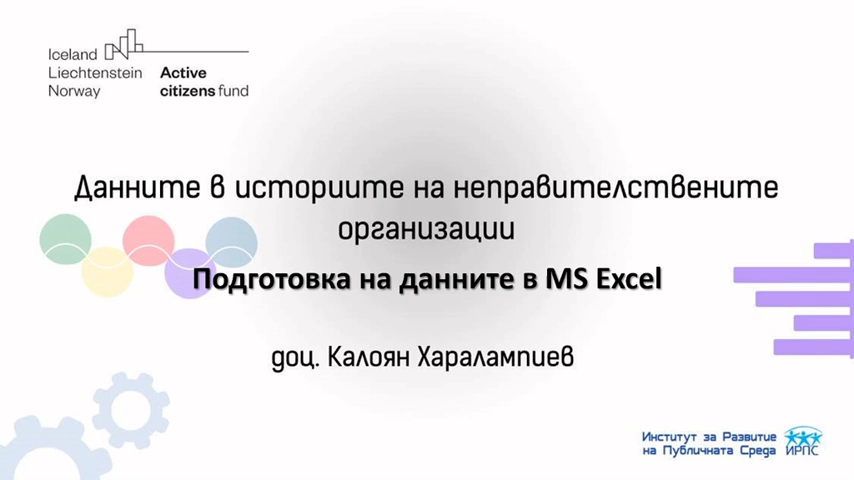 Iceland
Liechtenstein Active
Norway citizens fund
Данните в историите на неправителствените
организации
Подготовка на данните в MS Excel
доц. Калоян Харалампиев
Институт за Развитие
на Публичната Среда ИРПС